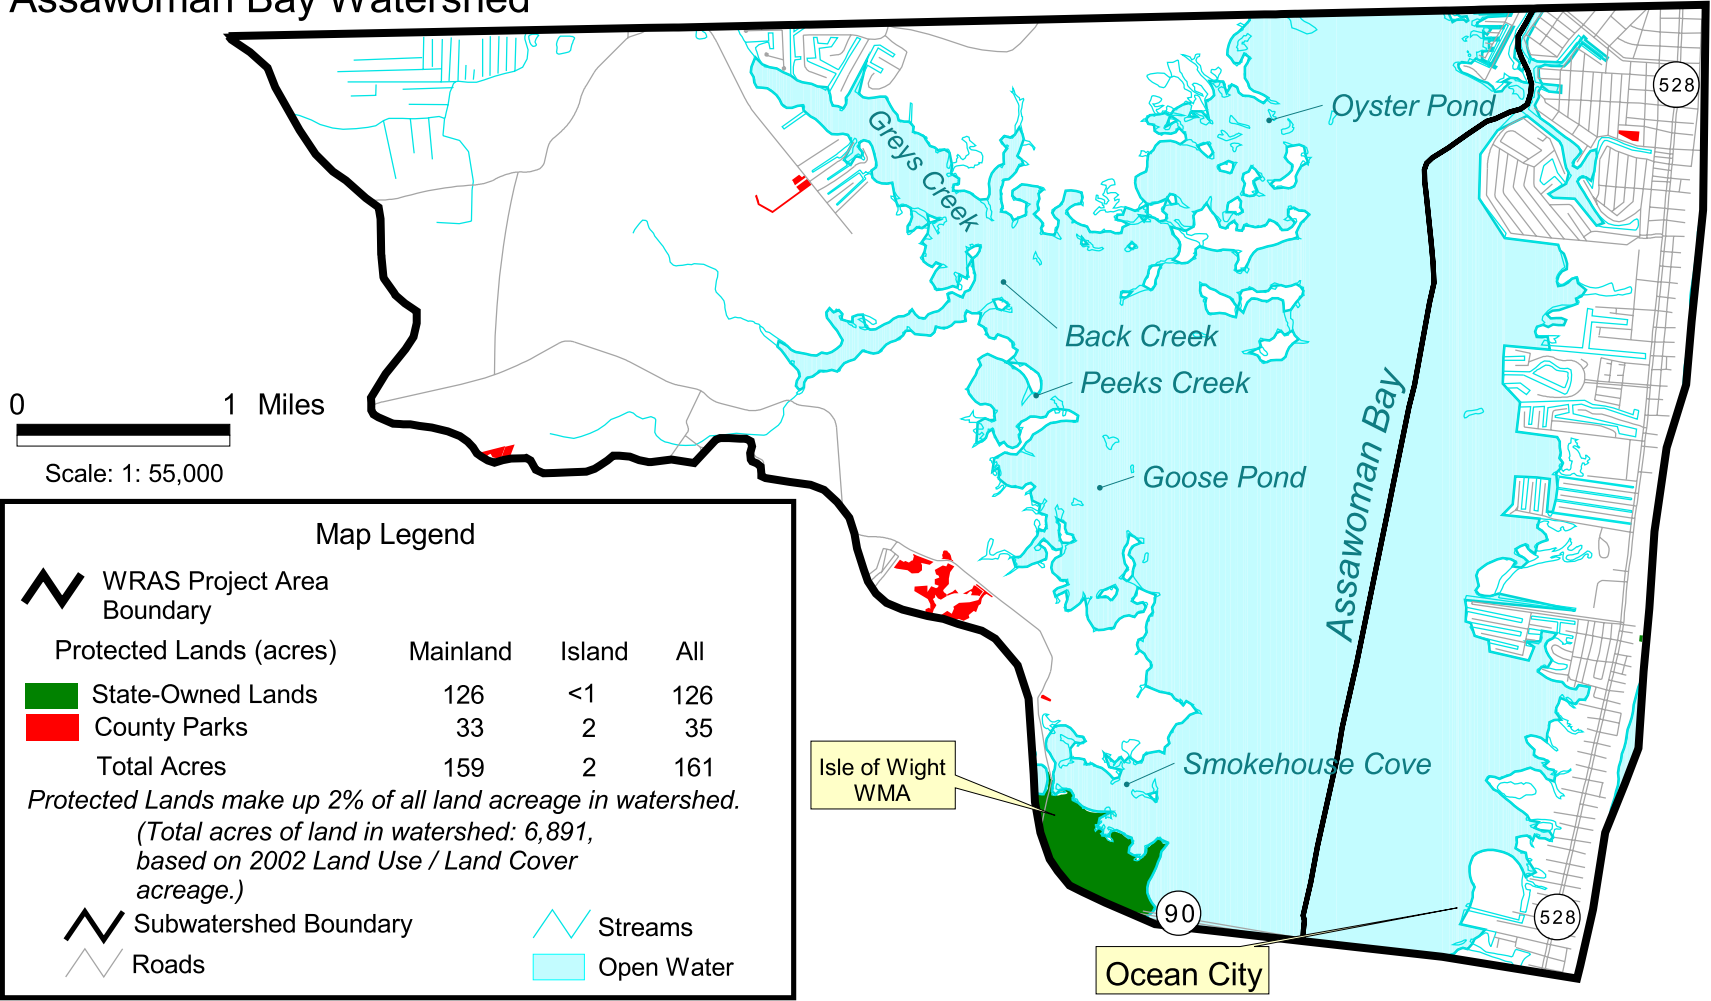 Assawoman Bay Watershed
528
Oyster Pond
Greys Creek
Back Creek
Peeks Creek
0 1 Miles
Scale: 1: 55,000
Goose Pond
Assawoman Bay
Map Legend
WRAS Project Area
Boundary
Protected Lands (acres) Mainland Island All
State-Owned Lands 126 <1 126
County Parks 33 2 35
Total Acres 159 2 161
Protected Lands make up 2% of all land acreage in watershed.
(Total acres of land in watershed: 6,891,
based on 2002 Land Use / Land Cover
acreage.)
Subwatershed Boundary
Streams
Roads
Open Water
Isle of Wight
WMA
Smokehouse Cove
90
528
Ocean City